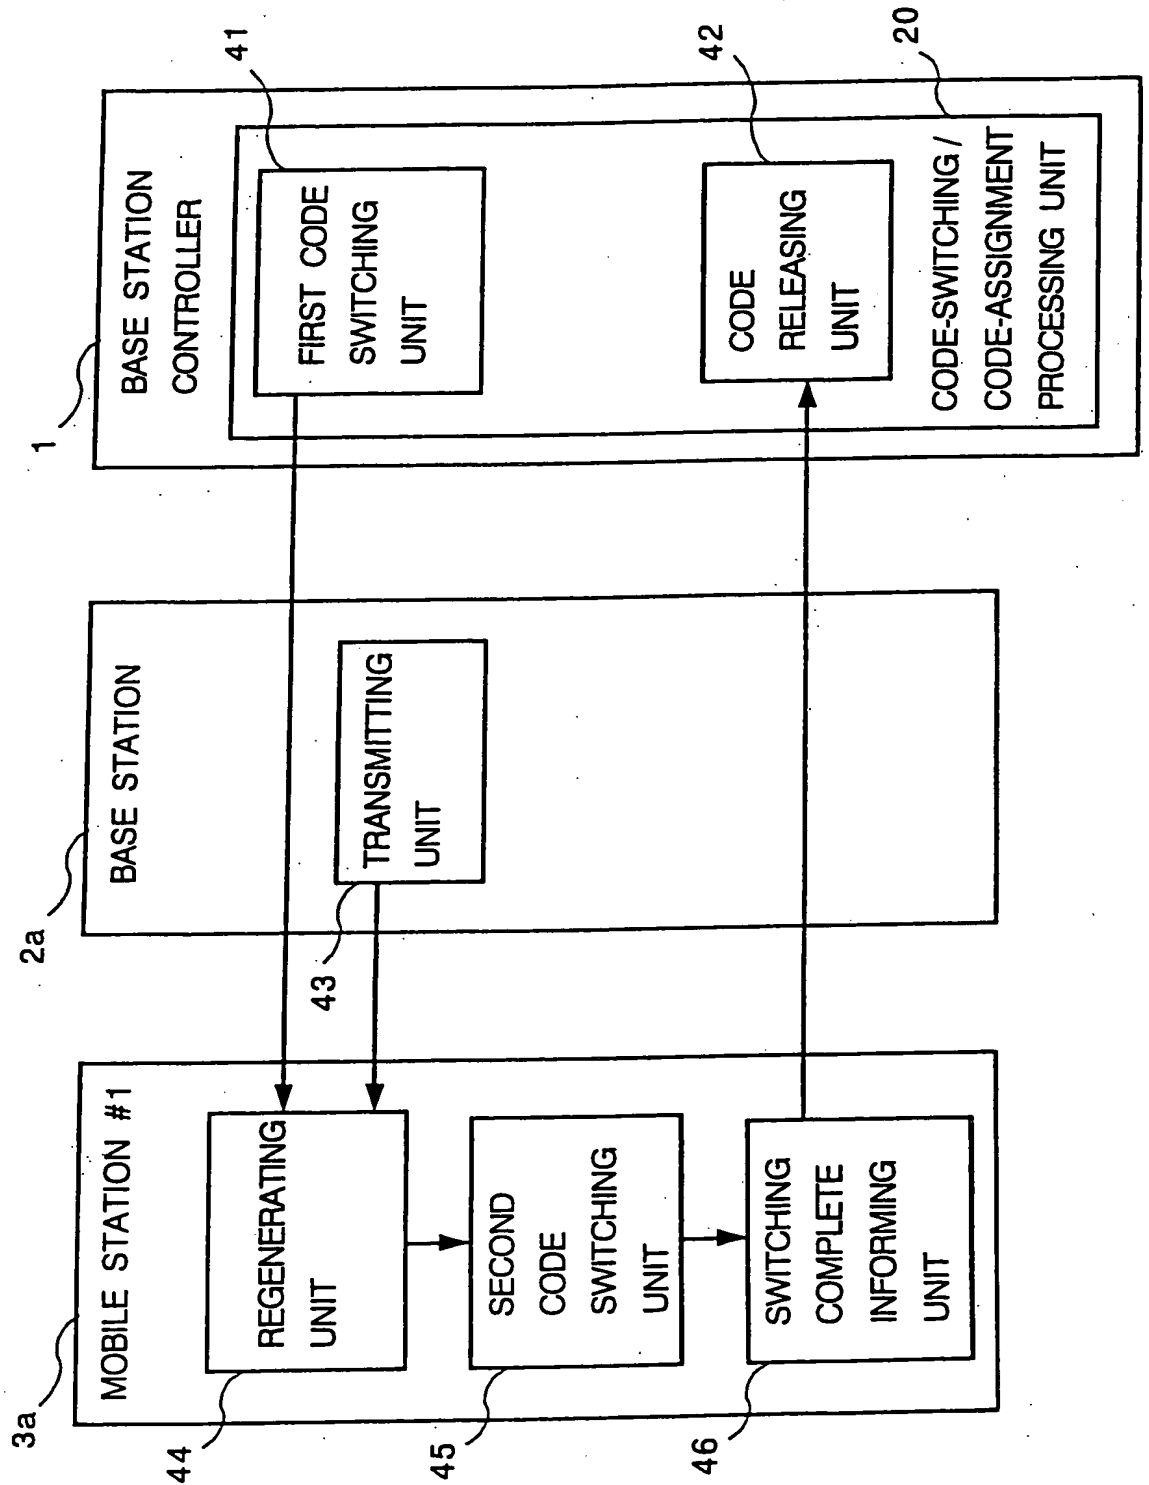 3a
MOBILE STATION #1
44
REGENERATING
UNIT
45
SECOND
CODE
SWITCHING
UNIT
46
SWITCHING
COMPLETE
INFORMING
UNIT
2a
BASE STATION
43
TRANSMITTING
UNIT
1
BASE STATION
CONTROLLER
41
FIRST CODE
SWITCHING
UNIT
42
CODE
RELEASING
UNIT
20
CODE-SWITCHING /
CODE-ASSIGNMENT
PROCESSING UNIT